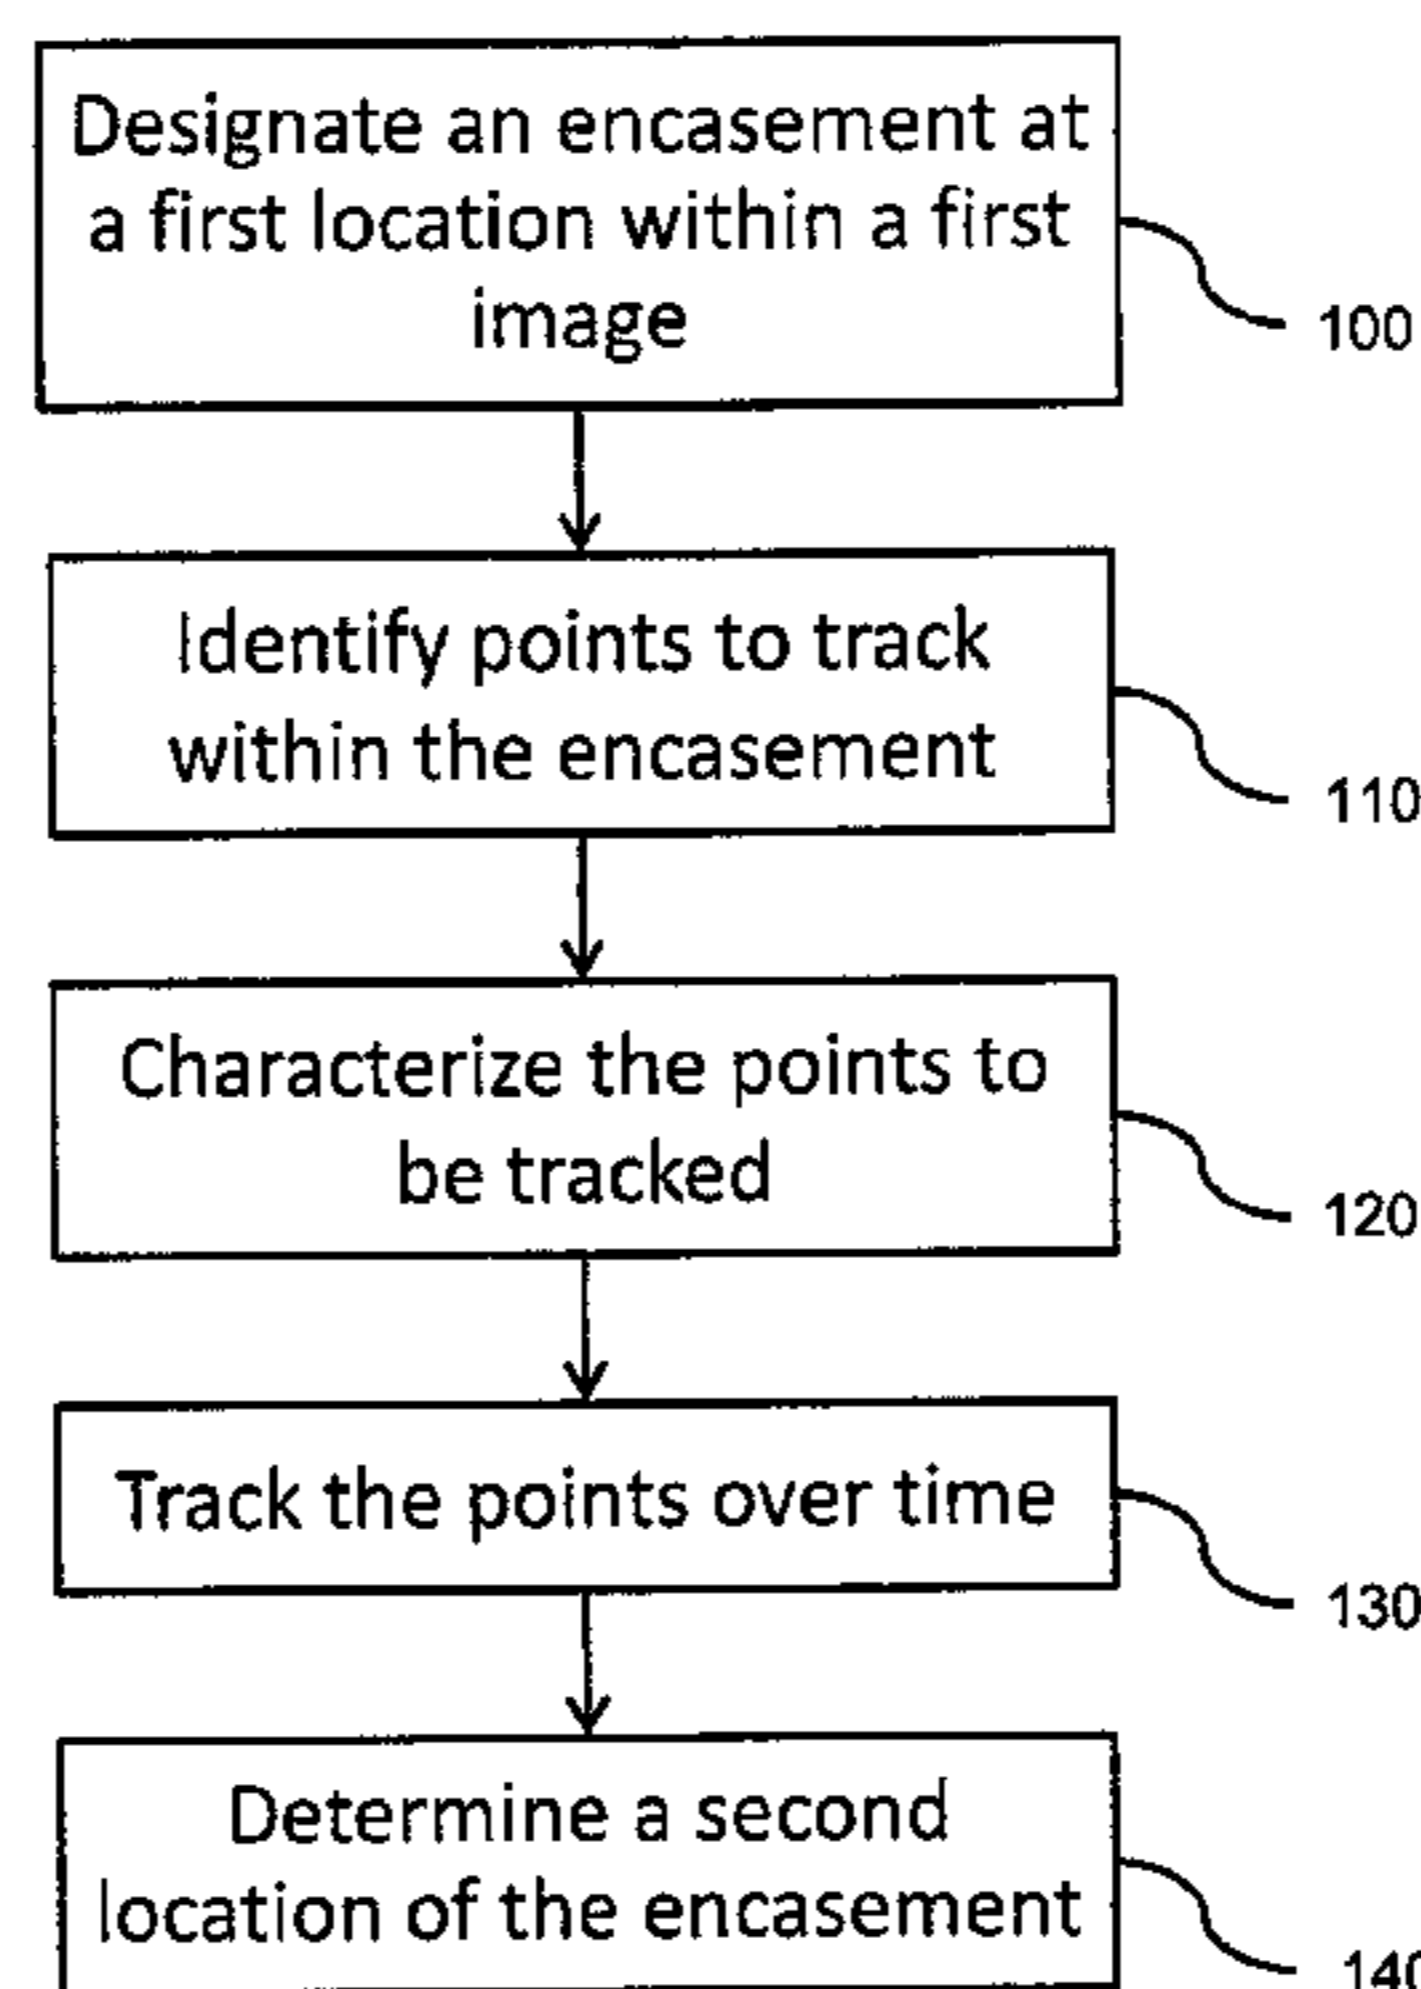 Designate an encasement at
a first location within a first
image
100
Identify points to track
within the encasement
110
Characterize the points to
be tracked
120
Track the points over time
130
Determine a second
location of the encasement
140